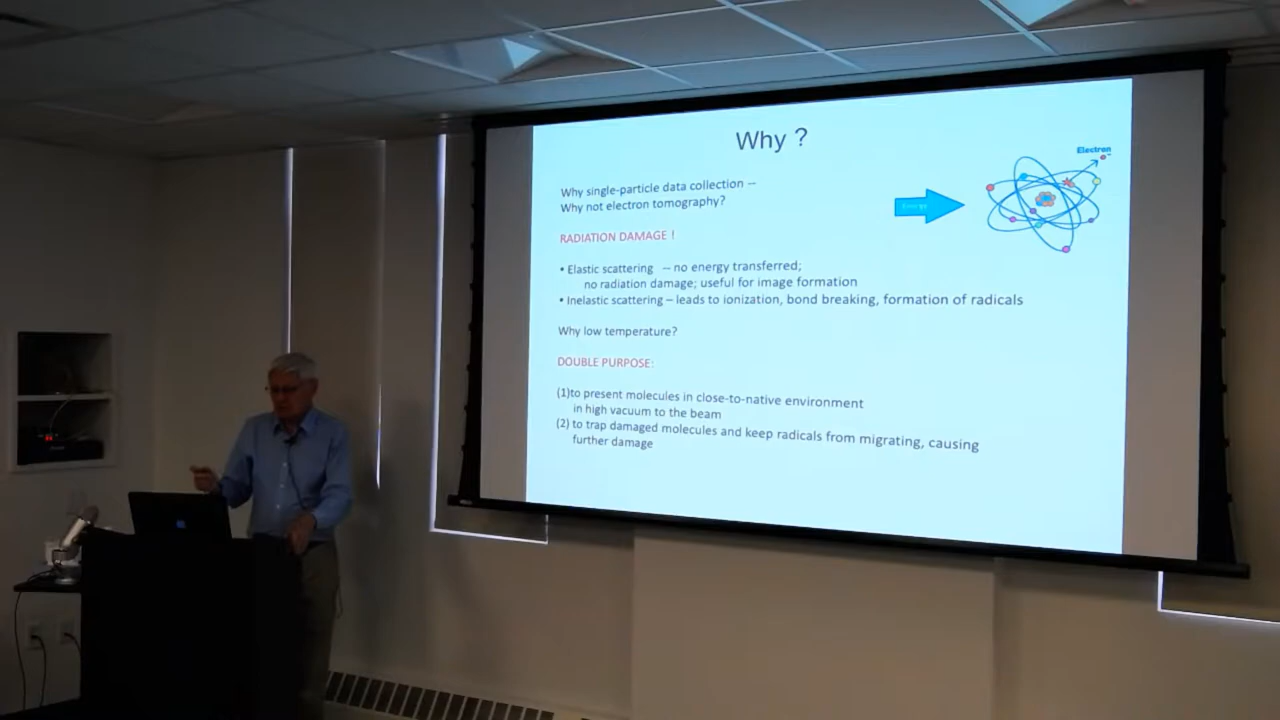 Why ?
Electron
Why single-particle data collection –
Why not electron tomography?
Energy
RADIATION DAMAGE !
• Elastic scattering – no energy transferred;
no radiation damage; useful for image formation
• Inelastic scattering – leads to ionization, bond breaking, formation of radicals
Why low temperature?
DOUBLE PURPOSE:
(1)to present molecules in close-to-native environment
in high vacuum to the beam
(2) to trap damaged molecules and keep radicals from migrating, causing
further damage